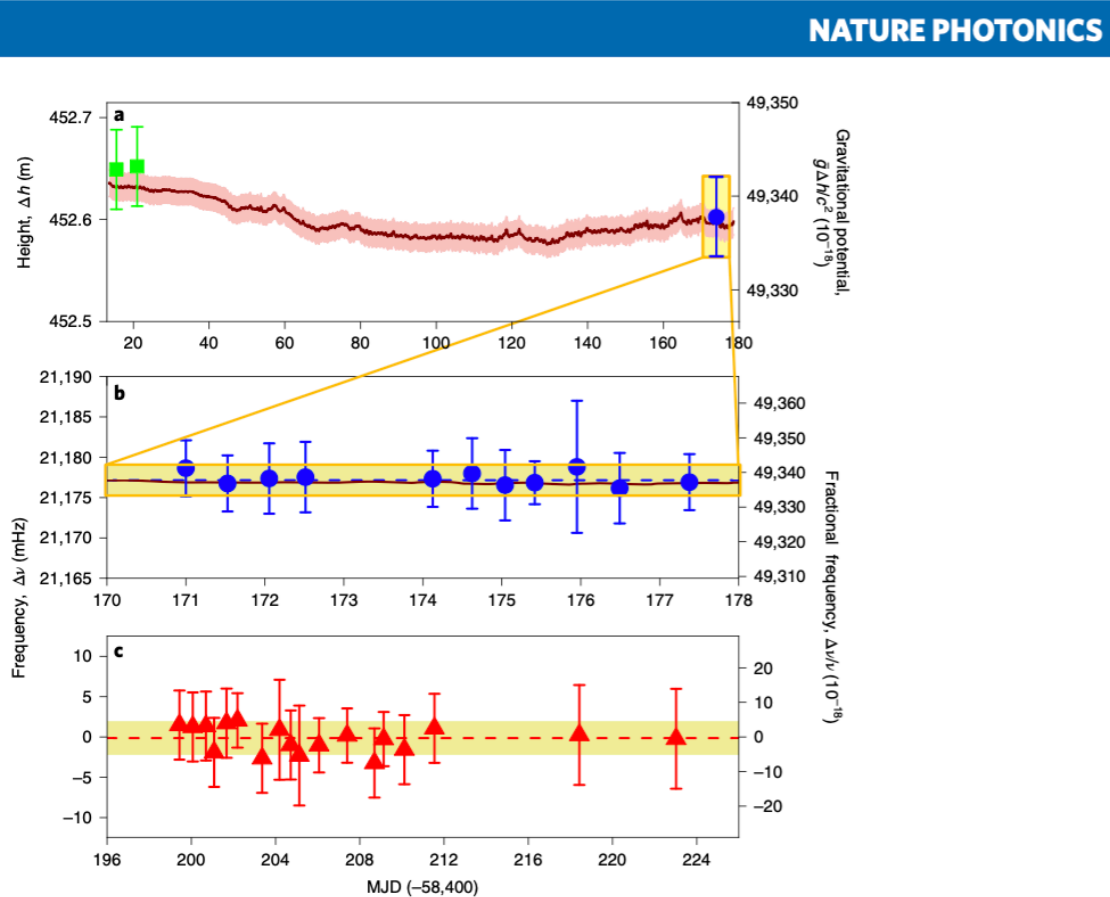 NATURE PHOTONICS
a
452.7
452.6
452.5
Height, Δh (m)
49,350
49,340
49,330
Gravitational potential,
g̅Δh/c² (10⁻¹⁸)
20 40 60 80 100 120 140 160 180
b
21,190
21,185
21,180
21,175
21,170
21,165
49,360
49,350
49,340
49,330
49,320
49,310
170 171 172 173 174 175 176 177 178
Frequency, Δν (mHz)
Fractional frequency, Δν/ν (10⁻¹⁸)
c
10
5
0
−5
−10
20
10
0
−10
−20
196 200 204 208 212 216 220 224
MJD (−58,400)